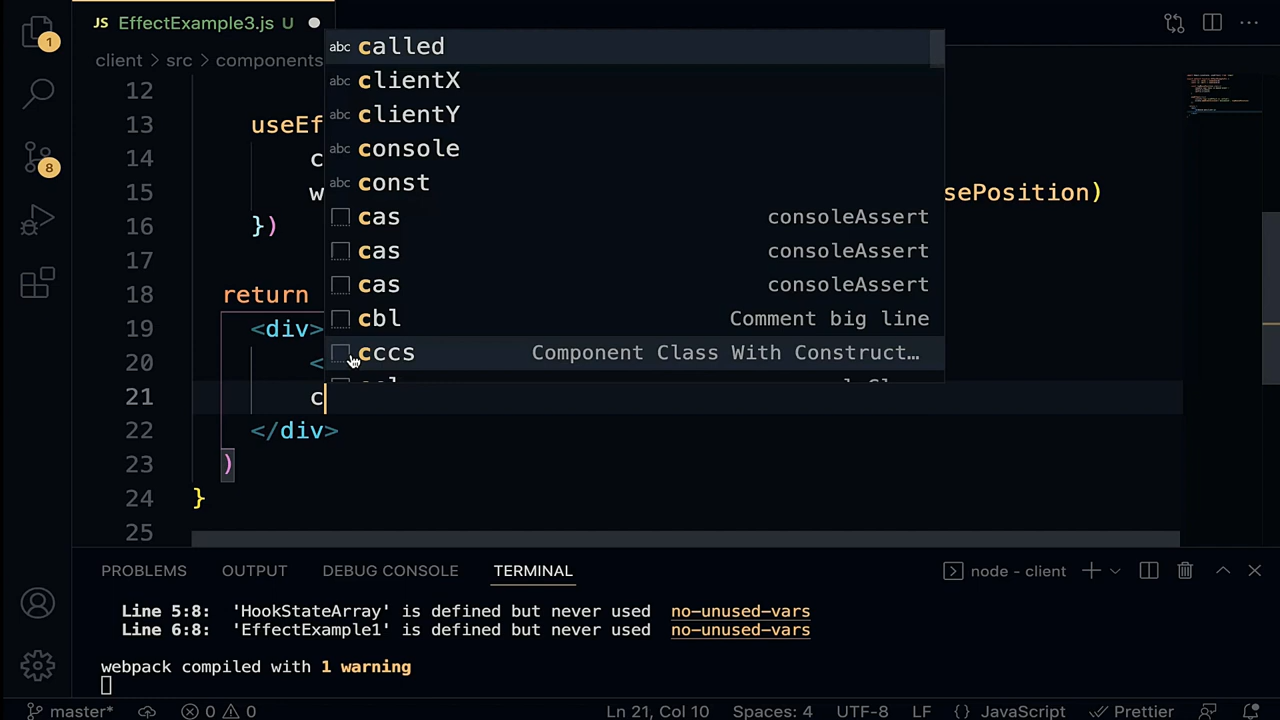 JS EffectExample3.js U
client > src > components
1
8
12
13 useEf
14 c
15 w sePosition)
16 })
17
18 return
19 <div>
20 <
21 c
22 </div>
23 )
24 }
25
called
clientX
clientY
console
const
cas consoleAssert
cas consoleAssert
cas consoleAssert
cbl Comment big line
cccs Component Class With Construct…
PROBLEMS OUTPUT DEBUG CONSOLE TERMINAL node - client
Line 5:8: 'HookStateArray' is defined but never used no-unused-vars
Line 6:8: 'EffectExample1' is defined but never used no-unused-vars
webpack compiled with 1 warning
master* 0 0 Ln 21, Col 10 Spaces: 4 UTF-8 LF {} JavaScript Prettier